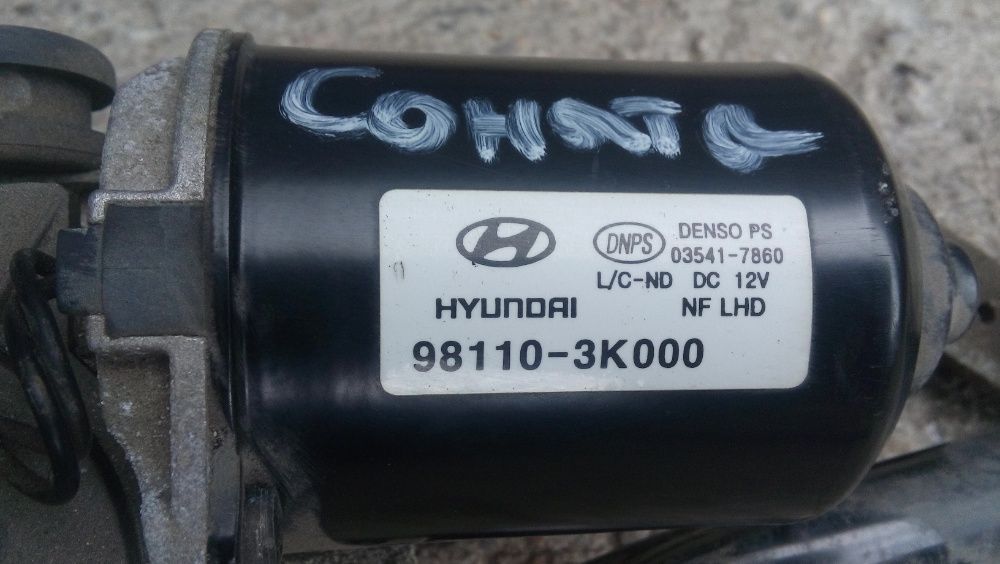 СОНАТА
DNPS DENSO PS
03541-7860
L/C-ND DC 12V
HYUNDAI NF LHD
98110-3K000